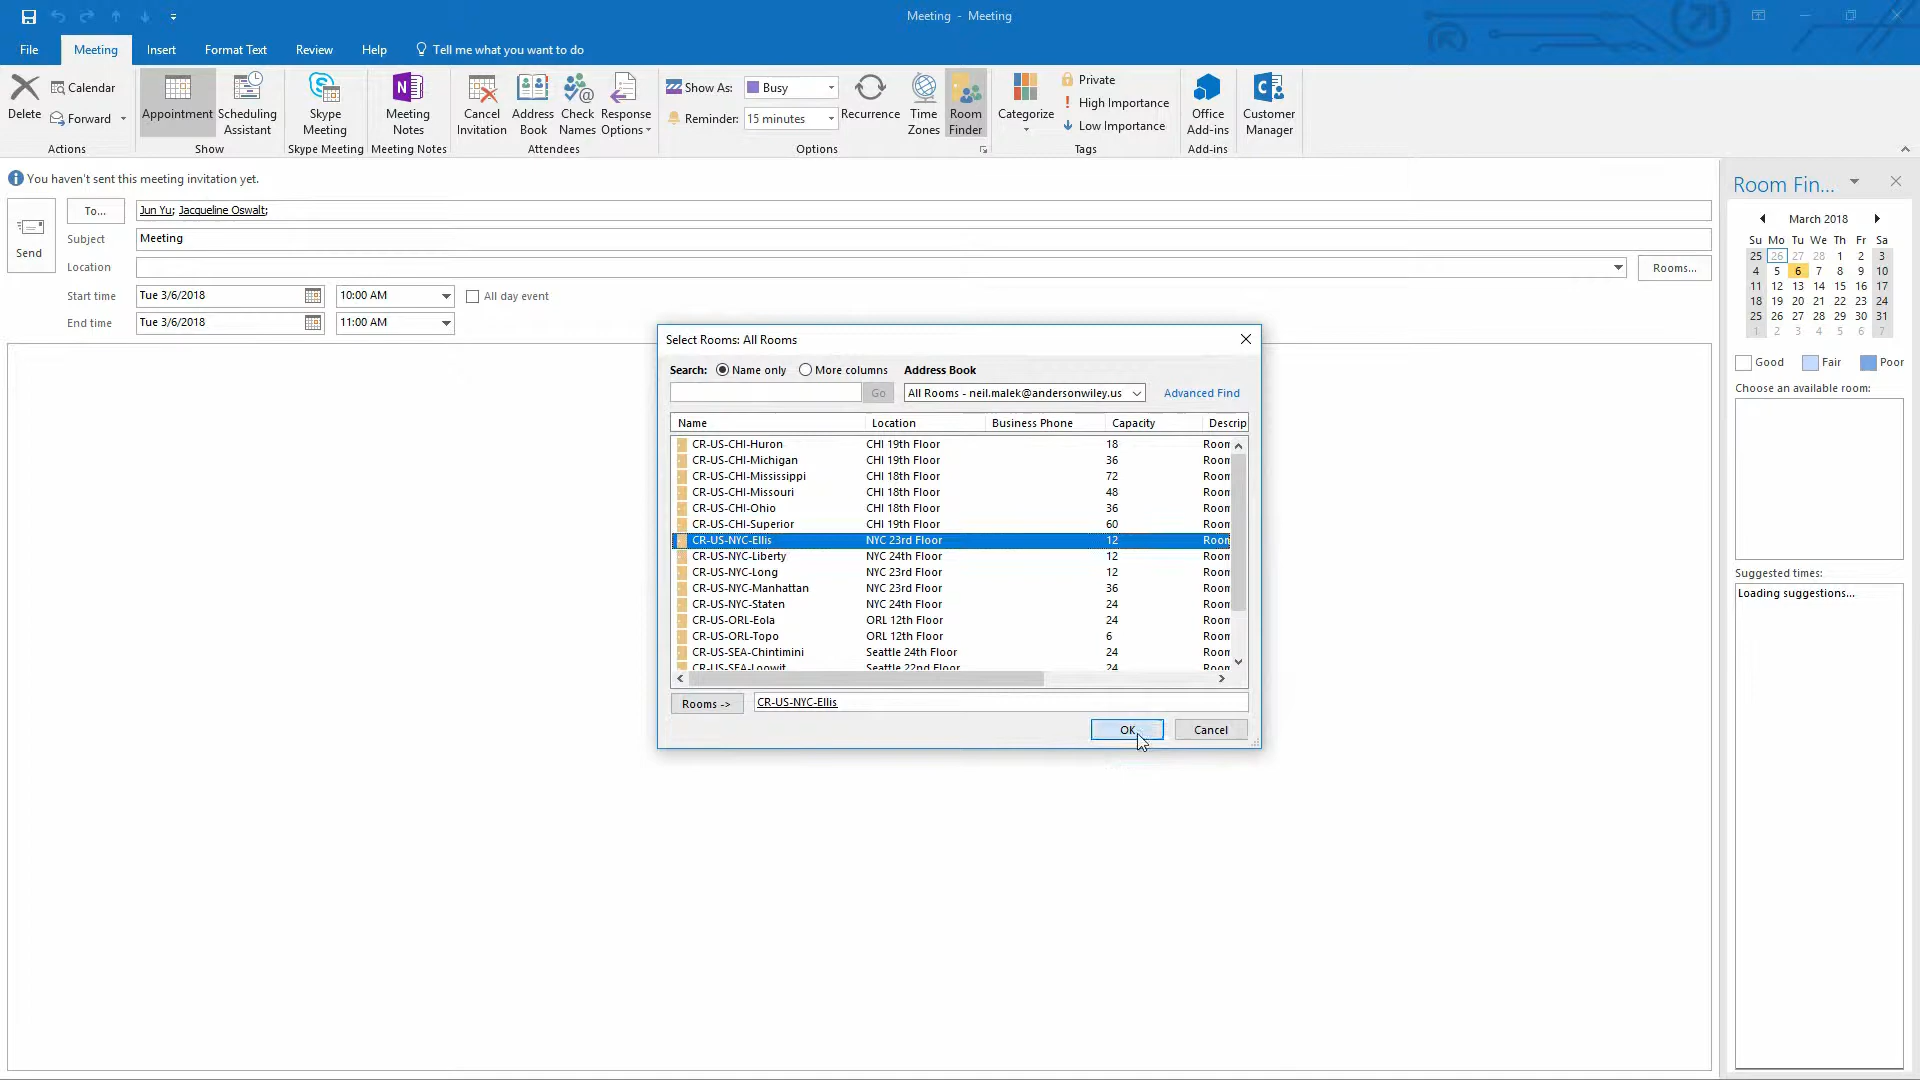 Meeting - Meeting
File Meeting Insert Format Text Review Help Tell me what you want to do
Delete
Calendar
Forward
Actions
Appointment
Scheduling
Assistant
Show
Skype
Meeting
Skype Meeting
Meeting
Notes
Meeting Notes
Cancel
Invitation
Address
Book
Check
Names
Response
Options
Attendees
Show As: Busy
Reminder: 15 minutes
Recurrence
Time
Zones
Room
Finder
Options
Categorize
Private
High Importance
Low Importance
Tags
Office
Add-ins
Add-ins
Customer
Manager
You haven't sent this meeting invitation yet.
Send
To... Jun Yu; Jacqueline Oswalt;
Subject Meeting
Location Rooms...
Start time Tue 3/6/2018 10:00 AM All day event
End time Tue 3/6/2018 11:00 AM
Select Rooms: All Rooms
Search: Name only More columns Address Book
Go All Rooms - neil.malek@andersonwiley.us Advanced Find
Name Location Business Phone Capacity Descrip
CR-US-CHI-Huron CHI 19th Floor 18 Room
CR-US-CHI-Michigan CHI 19th Floor 36 Room
CR-US-CHI-Mississippi CHI 18th Floor 72 Room
CR-US-CHI-Missouri CHI 18th Floor 48 Room
CR-US-CHI-Ohio CHI 18th Floor 36 Room
CR-US-CHI-Superior CHI 19th Floor 60 Room
CR-US-NYC-Ellis NYC 23rd Floor 12 Room
CR-US-NYC-Liberty NYC 24th Floor 12 Room
CR-US-NYC-Long NYC 23rd Floor 12 Room
CR-US-NYC-Manhattan NYC 23rd Floor 36 Room
CR-US-NYC-Staten NYC 24th Floor 24 Room
CR-US-ORL-Eola ORL 12th Floor 24 Room
CR-US-ORL-Topo ORL 12th Floor 6 Room
CR-US-SEA-Chintimini Seattle 24th Floor 24 Room
CR-US-SEA-Loowit Seattle 22nd Floor 24 Room
Rooms -> CR-US-NYC-Ellis
OK Cancel
Room Fin...
March 2018
Su Mo Tu We Th Fr Sa
25 26 27 28 1 2 3
4 5 6 7 8 9 10
11 12 13 14 15 16 17
18 19 20 21 22 23 24
25 26 27 28 29 30 31
1 2 3 4 5 6 7
Good Fair Poor
Choose an available room:
Suggested times:
Loading suggestions...